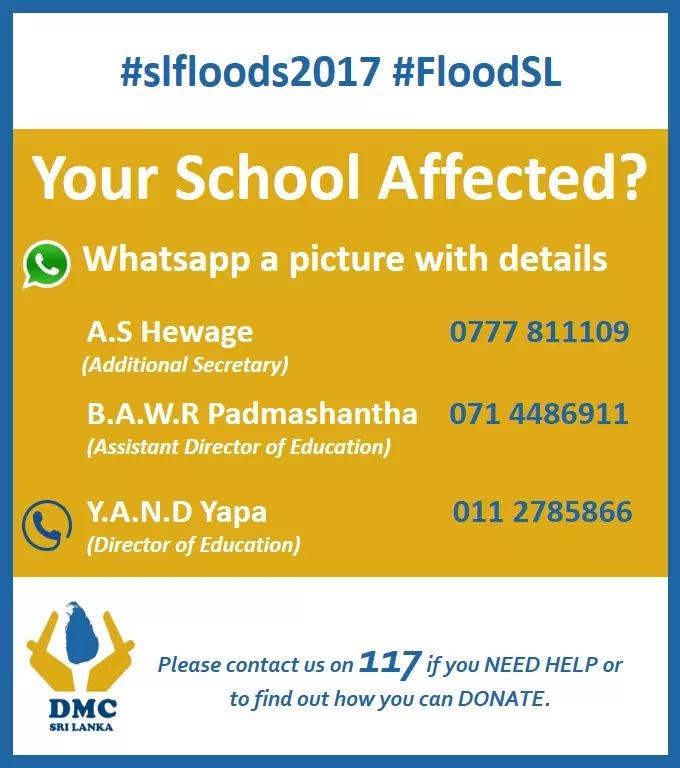 #slfloods2017 #FloodSL
Your School Affected?
Whatsapp a picture with details
A.S Hewage 0777 811109
(Additional Secretary)
B.A.W.R Padmashantha 071 4486911
(Assistant Director of Education)
Y.A.N.D Yapa 011 2785866
(Director of Education)
Please contact us on 117 if you NEED HELP or
to find out how you can DONATE.
DMC
SRI LANKA